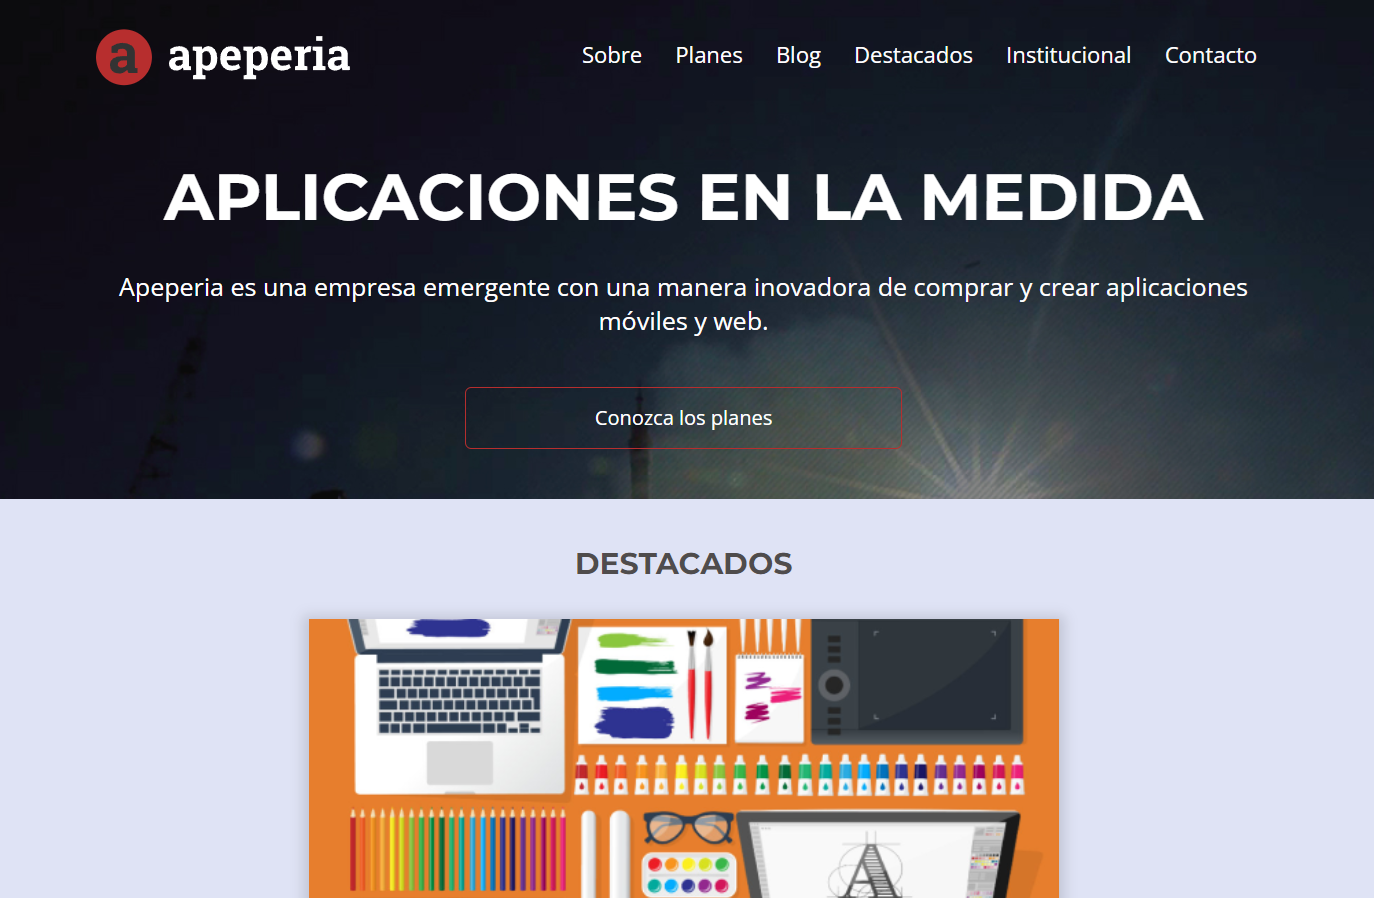 a apeperia
Sobre Planes Blog Destacados Institucional Contacto
APLICACIONES EN LA MEDIDA
Apeperia es una empresa emergente con una manera inovadora de comprar y crear aplicaciones
móviles y web.
Conozca los planes
DESTACADOS
A